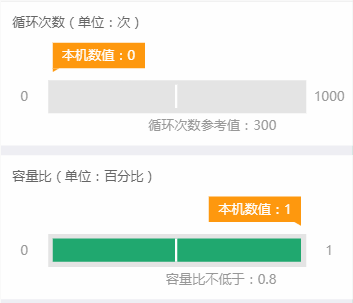 循环次数（单位：次）
本机数值：0
0
1000
循环次数参考值：300
容量比（单位：百分比）
本机数值：1
0
1
容量比不低于：0.8